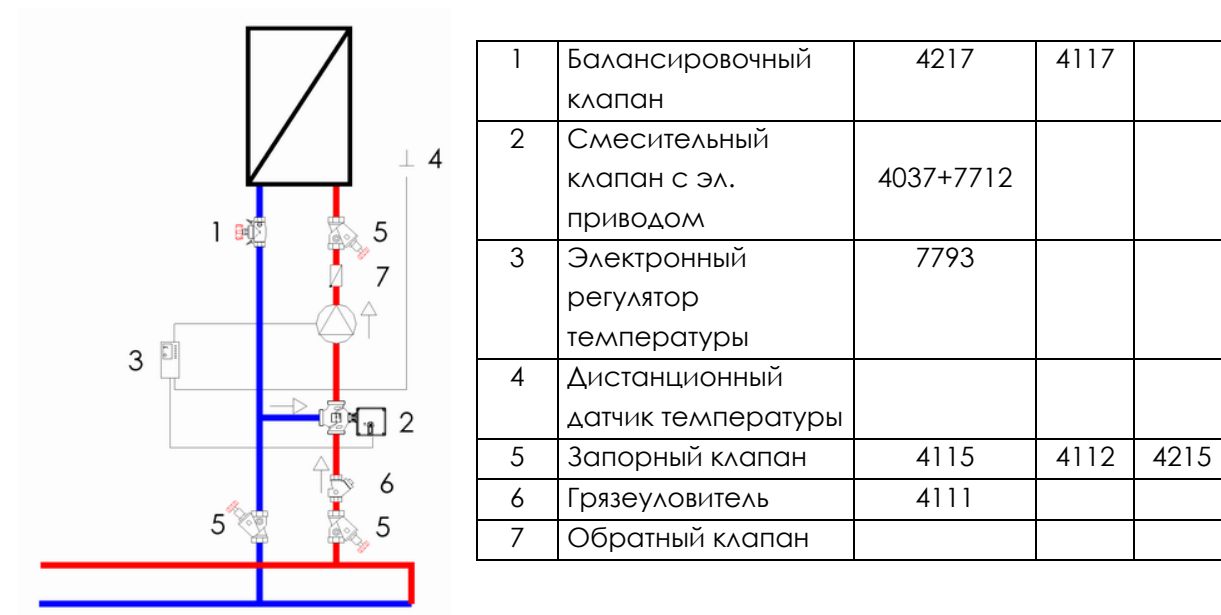 4
1
5
7
3
2
6
5
5
1 Балансировочный клапан 4217 4117
2 Смесительный клапан с эл. приводом 4037+7712
3 Электронный регулятор температуры 7793
4 Дистанционный датчик температуры
5 Запорный клапан 4115 4112 4215
6 Грязеуловитель 4111
7 Обратный клапан